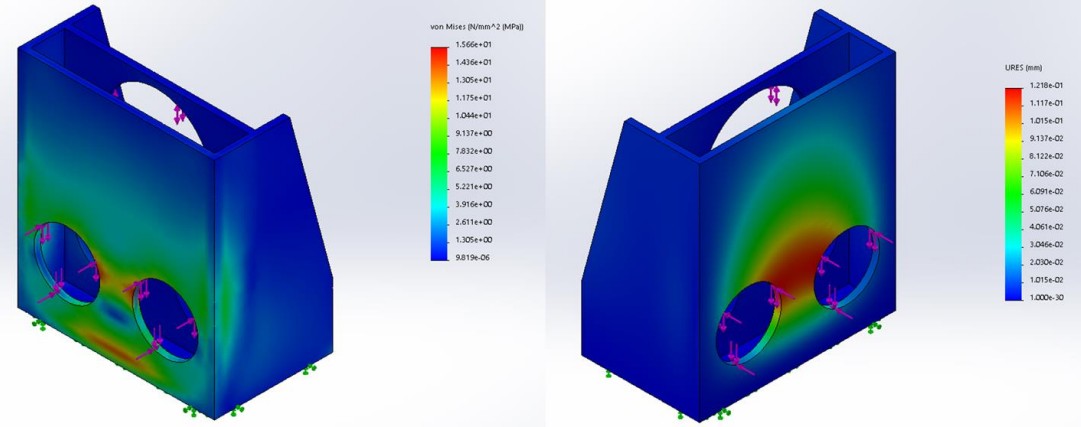 von Mises (N/mm^2 (MPa))
1.566e+01
1.436e+01
1.305e+01
1.175e+01
1.044e+01
9.137e+00
7.832e+00
6.527e+00
5.221e+00
3.916e+00
2.611e+00
1.305e+00
9.819e-06
URES (mm)
1.218e-01
1.117e-01
1.015e-01
9.137e-02
8.122e-02
7.106e-02
6.091e-02
5.076e-02
4.061e-02
3.046e-02
2.030e-02
1.015e-02
1.000e-30